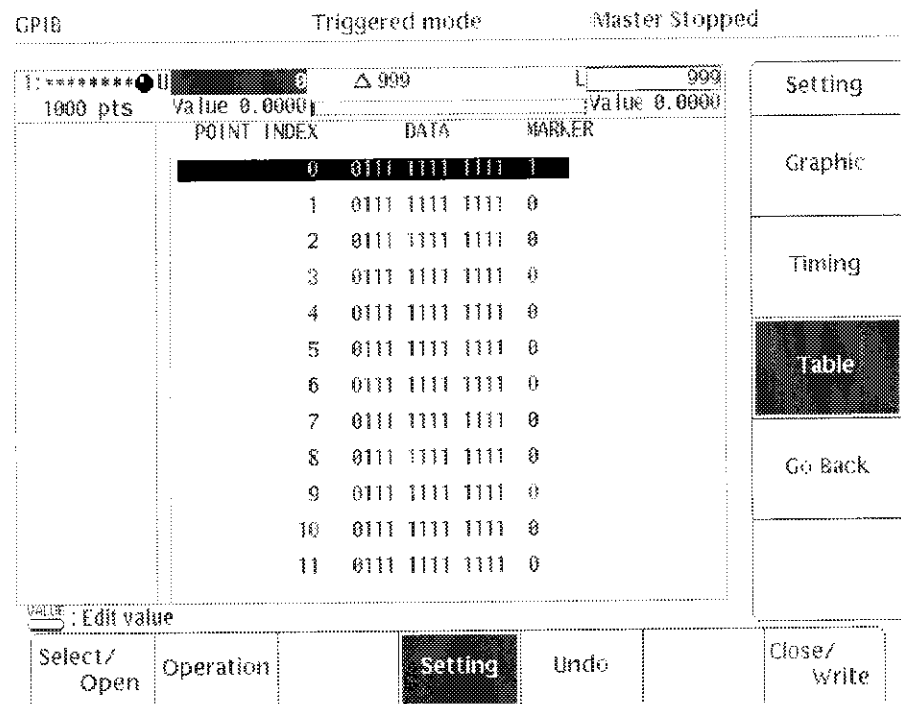 GPIB Triggered mode Master Stopped
1:******** U 0 △ 999 L 999
1000 pts Value 0.0000 Value 0.0000
POINT INDEX DATA MARKER
0 0111 1111 1111 1
1 0111 1111 1111 0
2 0111 1111 1111 0
3 0111 1111 1111 0
4 0111 1111 1111 0
5 0111 1111 1111 0
6 0111 1111 1111 0
7 0111 1111 1111 0
8 0111 1111 1111 0
9 0111 1111 1111 0
10 0111 1111 1111 0
11 0111 1111 1111 0
Setting
Graphic
Timing
Table
Go Back
VALUE : Edit value
Select/
Open
Operation
Setting
Undo
Close/
Write